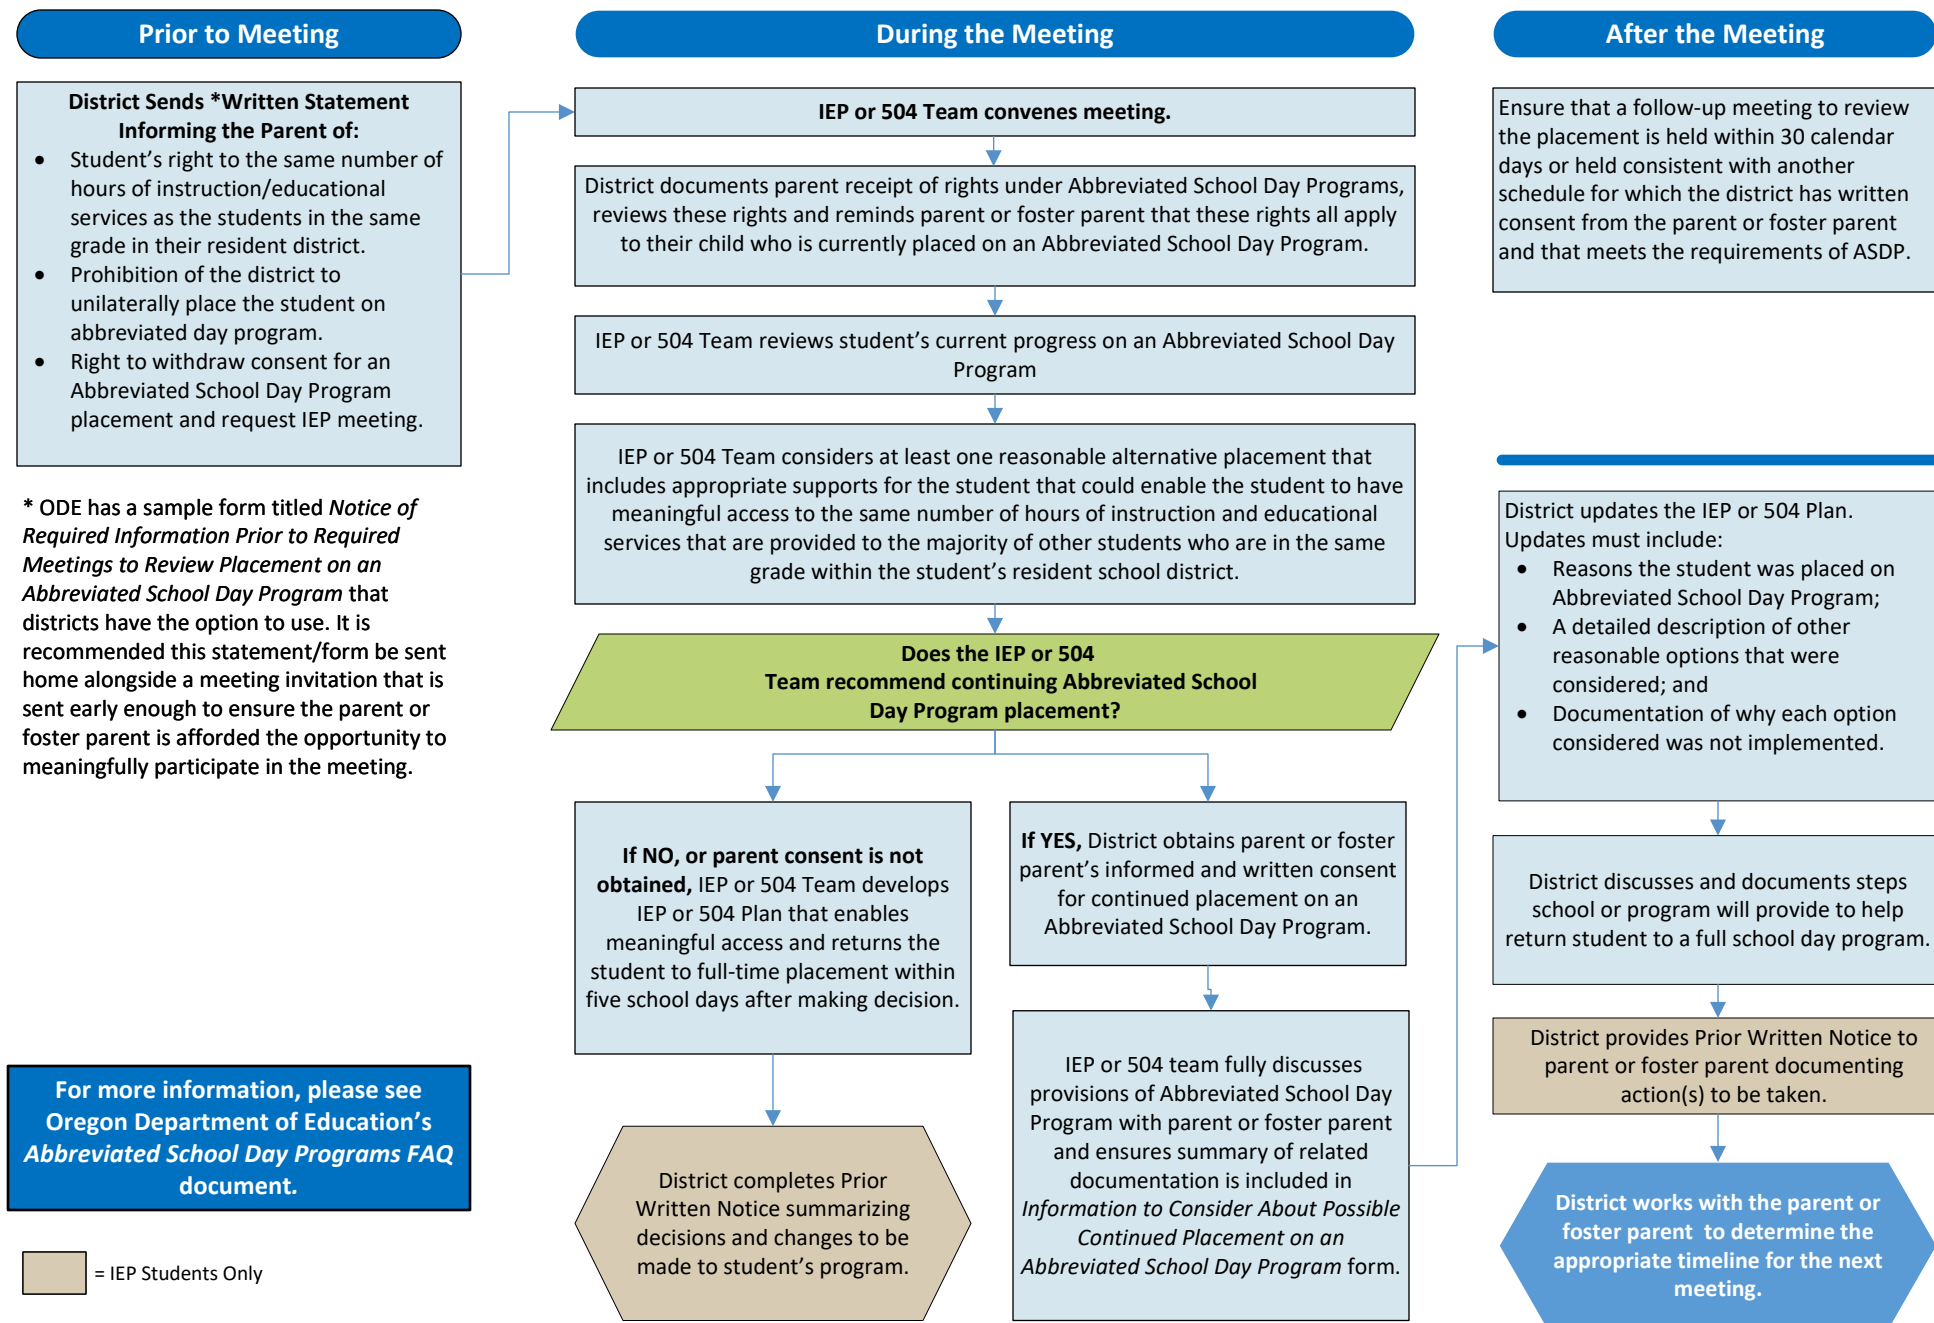 Prior to Meeting
District Sends *Written Statement
Informing the Parent of:
• Student's right to the same number of
hours of instruction/educational
services as the students in the same
grade in their resident district.
• Prohibition of the district to
unilaterally place the student on
abbreviated day program.
• Right to withdraw consent for an
Abbreviated School Day Program
placement and request IEP meeting.
* ODE has a sample form titled Notice of
Required Information Prior to Required
Meetings to Review Placement on an
Abbreviated School Day Program that
districts have the option to use. It is
recommended this statement/form be sent
home alongside a meeting invitation that is
sent early enough to ensure the parent or
foster parent is afforded the opportunity to
meaningfully participate in the meeting.
For more information, please see
Oregon Department of Education's
Abbreviated School Day Programs FAQ
document.
= IEP Students Only
During the Meeting
IEP or 504 Team convenes meeting.
District documents parent receipt of rights under Abbreviated School Day Programs,
reviews these rights and reminds parent or foster parent that these rights all apply
to their child who is currently placed on an Abbreviated School Day Program.
IEP or 504 Team reviews student's current progress on an Abbreviated School Day
Program
IEP or 504 Team considers at least one reasonable alternative placement that
includes appropriate supports for the student that could enable the student to have
meaningful access to the same number of hours of instruction and educational
services that are provided to the majority of other students who are in the same
grade within the student's resident school district.
Does the IEP or 504
Team recommend continuing Abbreviated School
Day Program placement?
If NO, or parent consent is not
obtained, IEP or 504 Team develops
IEP or 504 Plan that enables
meaningful access and returns the
student to full-time placement within
five school days after making decision.
District completes Prior
Written Notice summarizing
decisions and changes to be
made to student's program.
If YES, District obtains parent or foster
parent's informed and written consent
for continued placement on an
Abbreviated School Day Program.
IEP or 504 team fully discusses
provisions of Abbreviated School Day
Program with parent or foster parent
and ensures summary of related
documentation is included in
Information to Consider About Possible
Continued Placement on an
Abbreviated School Day Program form.
After the Meeting
Ensure that a follow-up meeting to review
the placement is held within 30 calendar
days or held consistent with another
schedule for which the district has written
consent from the parent or foster parent
and that meets the requirements of ASDP.
District updates the IEP or 504 Plan.
Updates must include:
• Reasons the student was placed on
Abbreviated School Day Program;
• A detailed description of other
reasonable options that were
considered; and
• Documentation of why each option
considered was not implemented.
District discusses and documents steps
school or program will provide to help
return student to a full school day program.
District provides Prior Written Notice to
parent or foster parent documenting
action(s) to be taken.
District works with the parent or
foster parent to determine the
appropriate timeline for the next
meeting.